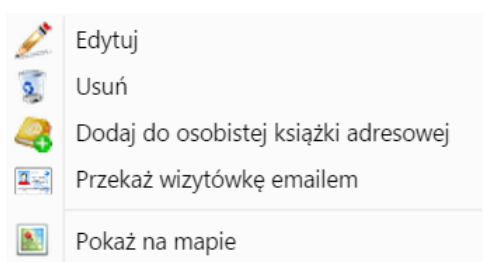 Edytuj
Usuń
Dodaj do osobistej książki adresowej
Przekaż wizytówkę emailem
Pokaż na mapie